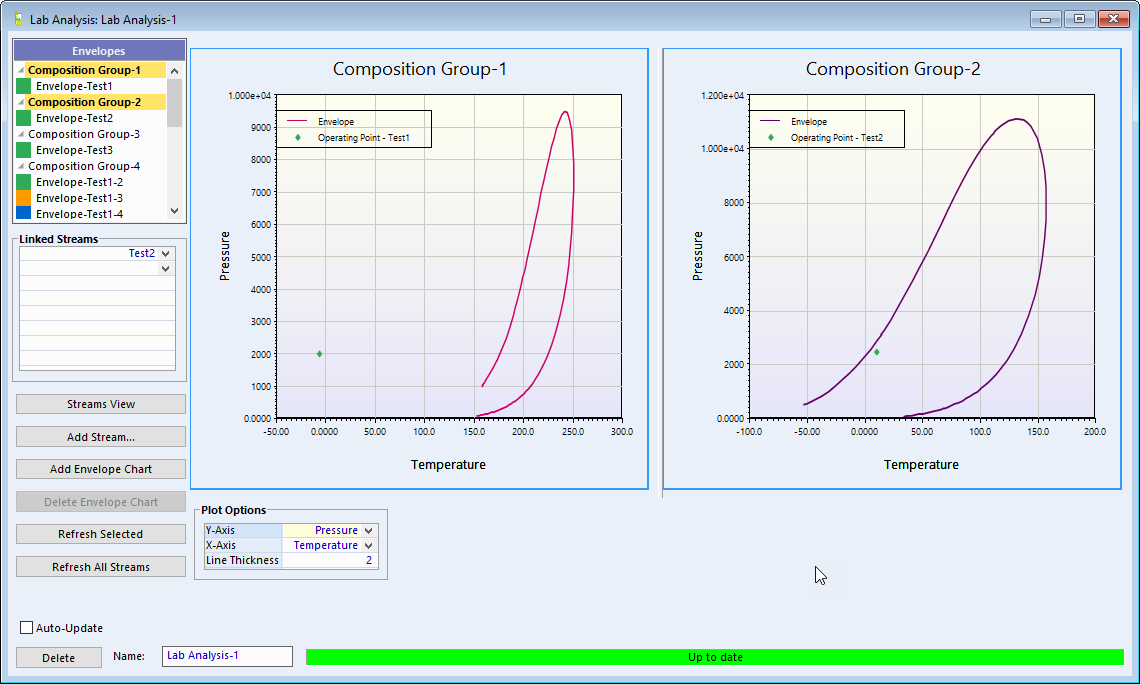 Lab Analysis: Lab Analysis-1
Envelopes
Composition Group-1
Envelope-Test1
Composition Group-2
Envelope-Test2
Composition Group-3
Envelope-Test3
Composition Group-4
Envelope-Test1-2
Envelope-Test1-3
Envelope-Test1-4
Linked Streams
Test2
Streams View
Add Stream...
Add Envelope Chart
Delete Envelope Chart
Refresh Selected
Refresh All Streams
Composition Group-1
1.000e+04
9000
8000
7000
6000
5000
4000
3000
2000
1000
0.0000
Pressure
Envelope
Operating Point - Test1
-50.00 0.0000 50.00 100.0 150.0 200.0 250.0 300.0
Temperature
Composition Group-2
1.200e+04
1.000e+04
8000
6000
4000
2000
0.0000
Pressure
Envelope
Operating Point - Test2
-100.0 -50.00 0.0000 50.00 100.0 150.0 200.0
Temperature
Plot Options
Y-Axis Pressure
X-Axis Temperature
Line Thickness 2
Auto-Update
Delete Name: Lab Analysis-1 Up to date